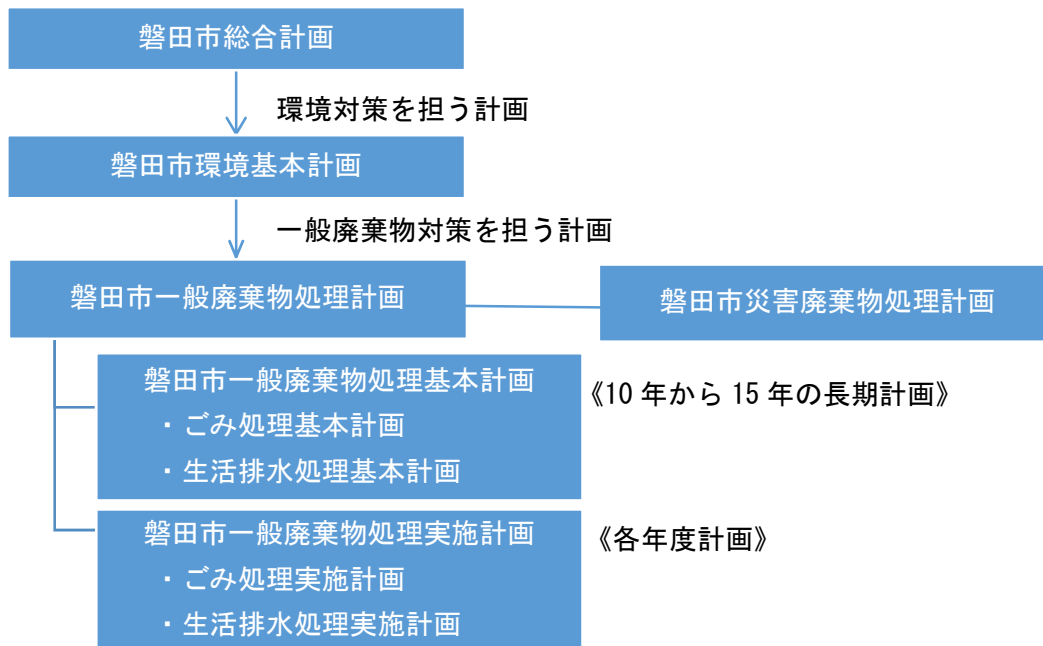 磐田市総合計画
環境対策を担う計画
磐田市環境基本計画
一般廃棄物対策を担う計画
磐田市一般廃棄物処理計画
磐田市災害廃棄物処理計画
磐田市一般廃棄物処理基本計画
・ごみ処理基本計画
・生活排水処理基本計画
《10 年から 15 年の長期計画》
磐田市一般廃棄物処理実施計画
・ごみ処理実施計画
・生活排水処理実施計画
《各年度計画》